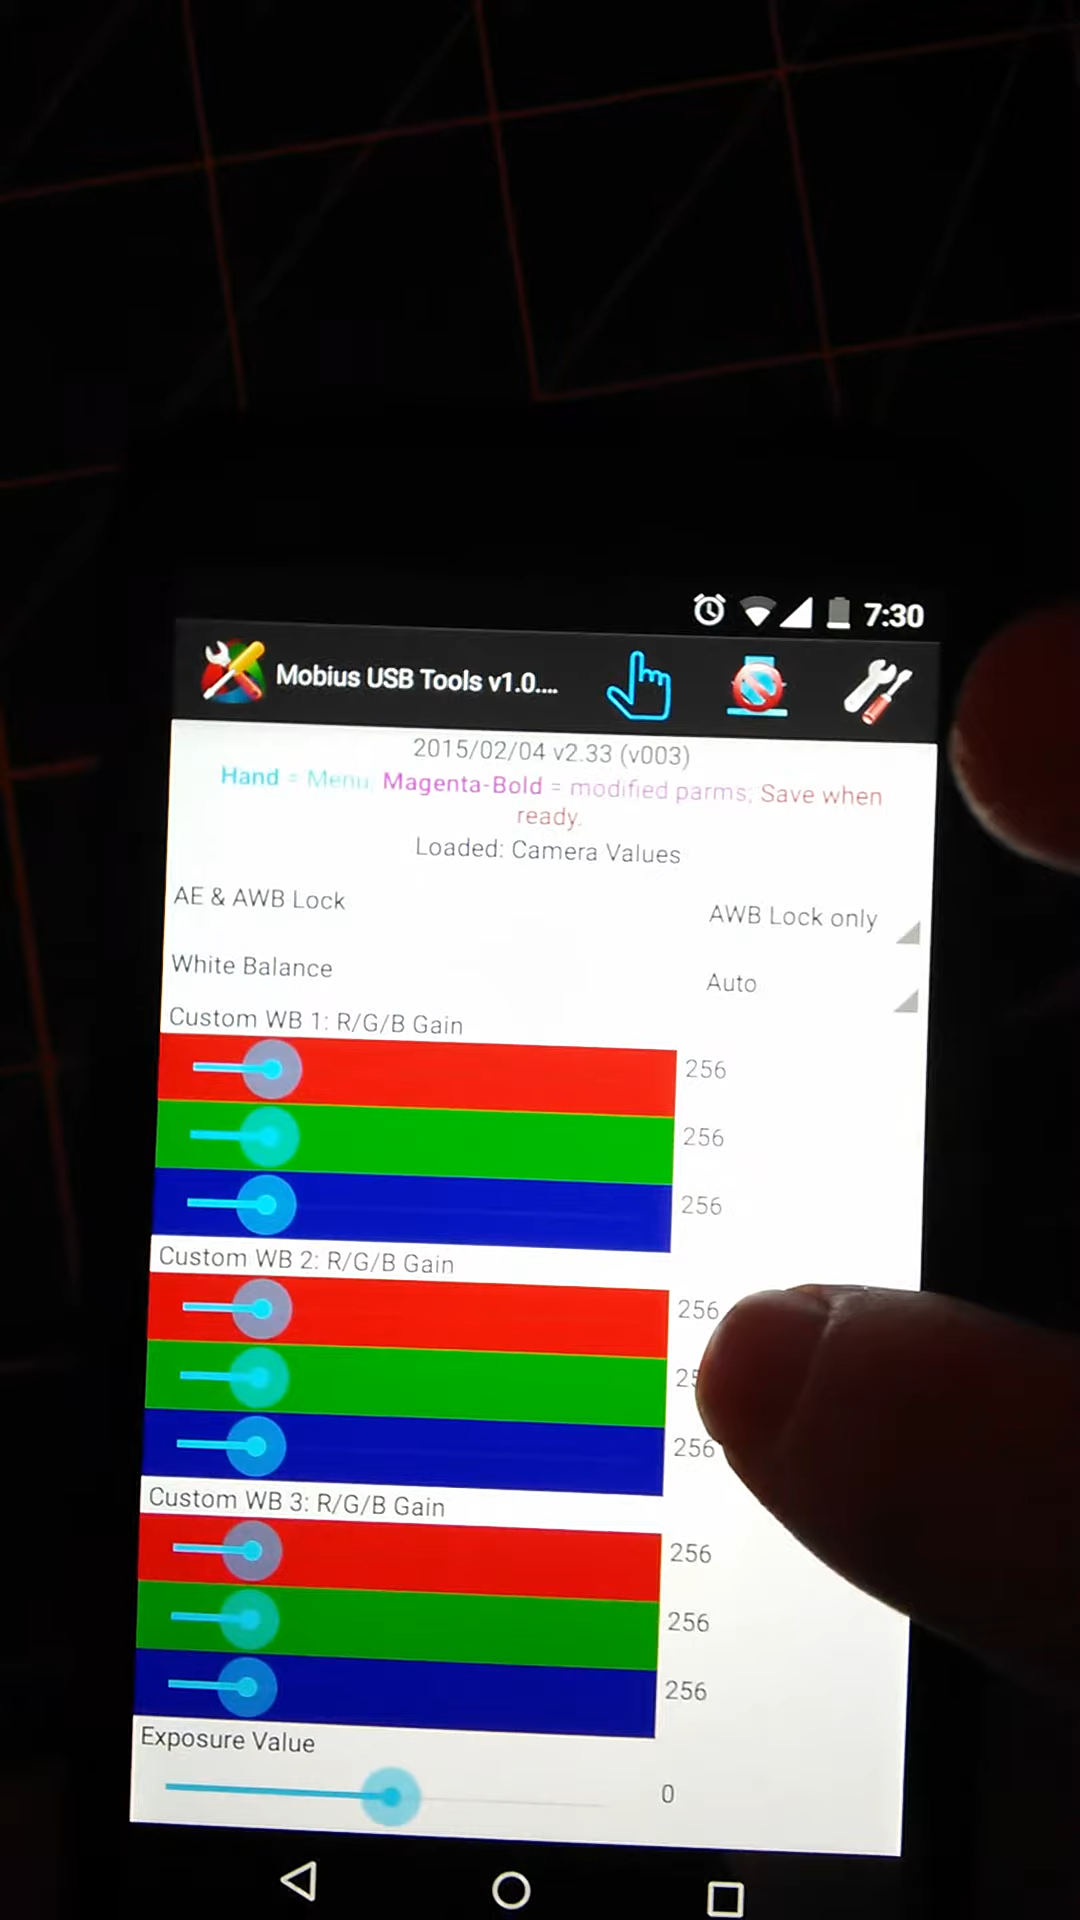 7:30
Mobius USB Tools v1.0....
2015/02/04 v2.33 (v003)
Hand = Menu, Magenta-Bold = modified parms; Save when
ready.
Loaded: Camera Values
AE & AWB Lock
AWB Lock only
White Balance
Auto
Custom WB 1: R/G/B Gain
256
256
256
Custom WB 2: R/G/B Gain
256
256
Custom WB 3: R/G/B Gain
256
256
256
Exposure Value
0